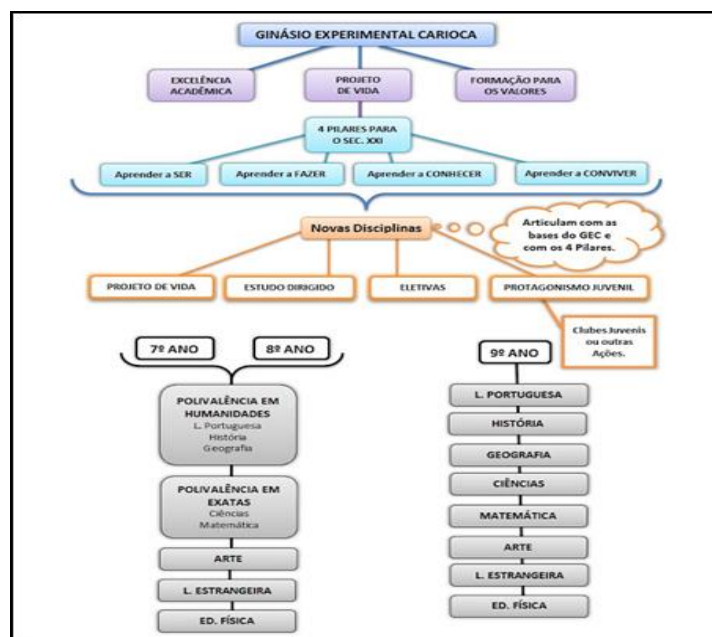 GINÁSIO EXPERIMENTAL CARIOCA
EXCELÊNCIA
ACADÊMICA
PROJETO
DE VIDA
FORMAÇÃO PARA
OS VALORES
4 PILARES PARA
O SEC. XXI
Aprender a SER
Aprender a FAZER
Aprender a CONHECER
Aprender a CONVIVER
Novas Disciplinas
Articulam com as
bases do GEC e
com os 4 Pilares.
PROJETO DE VIDA
ESTUDO DIRIGIDO
ELETIVAS
PROTAGONISMO JUVENIL
Clubes Juvenis
ou outras
Ações.
7º ANO
8º ANO
POLIVALÊNCIA EM
HUMANIDADES
L. Portuguesa
História
Geografia
POLIVALÊNCIA EM
EXATAS
Ciências
Matemática
ARTE
L. ESTRANGEIRA
ED. FÍSICA
9º ANO
L. PORTUGUESA
HISTÓRIA
GEOGRAFIA
CIÊNCIAS
MATEMÁTICA
ARTE
L. ESTRANGEIRA
ED. FÍSICA